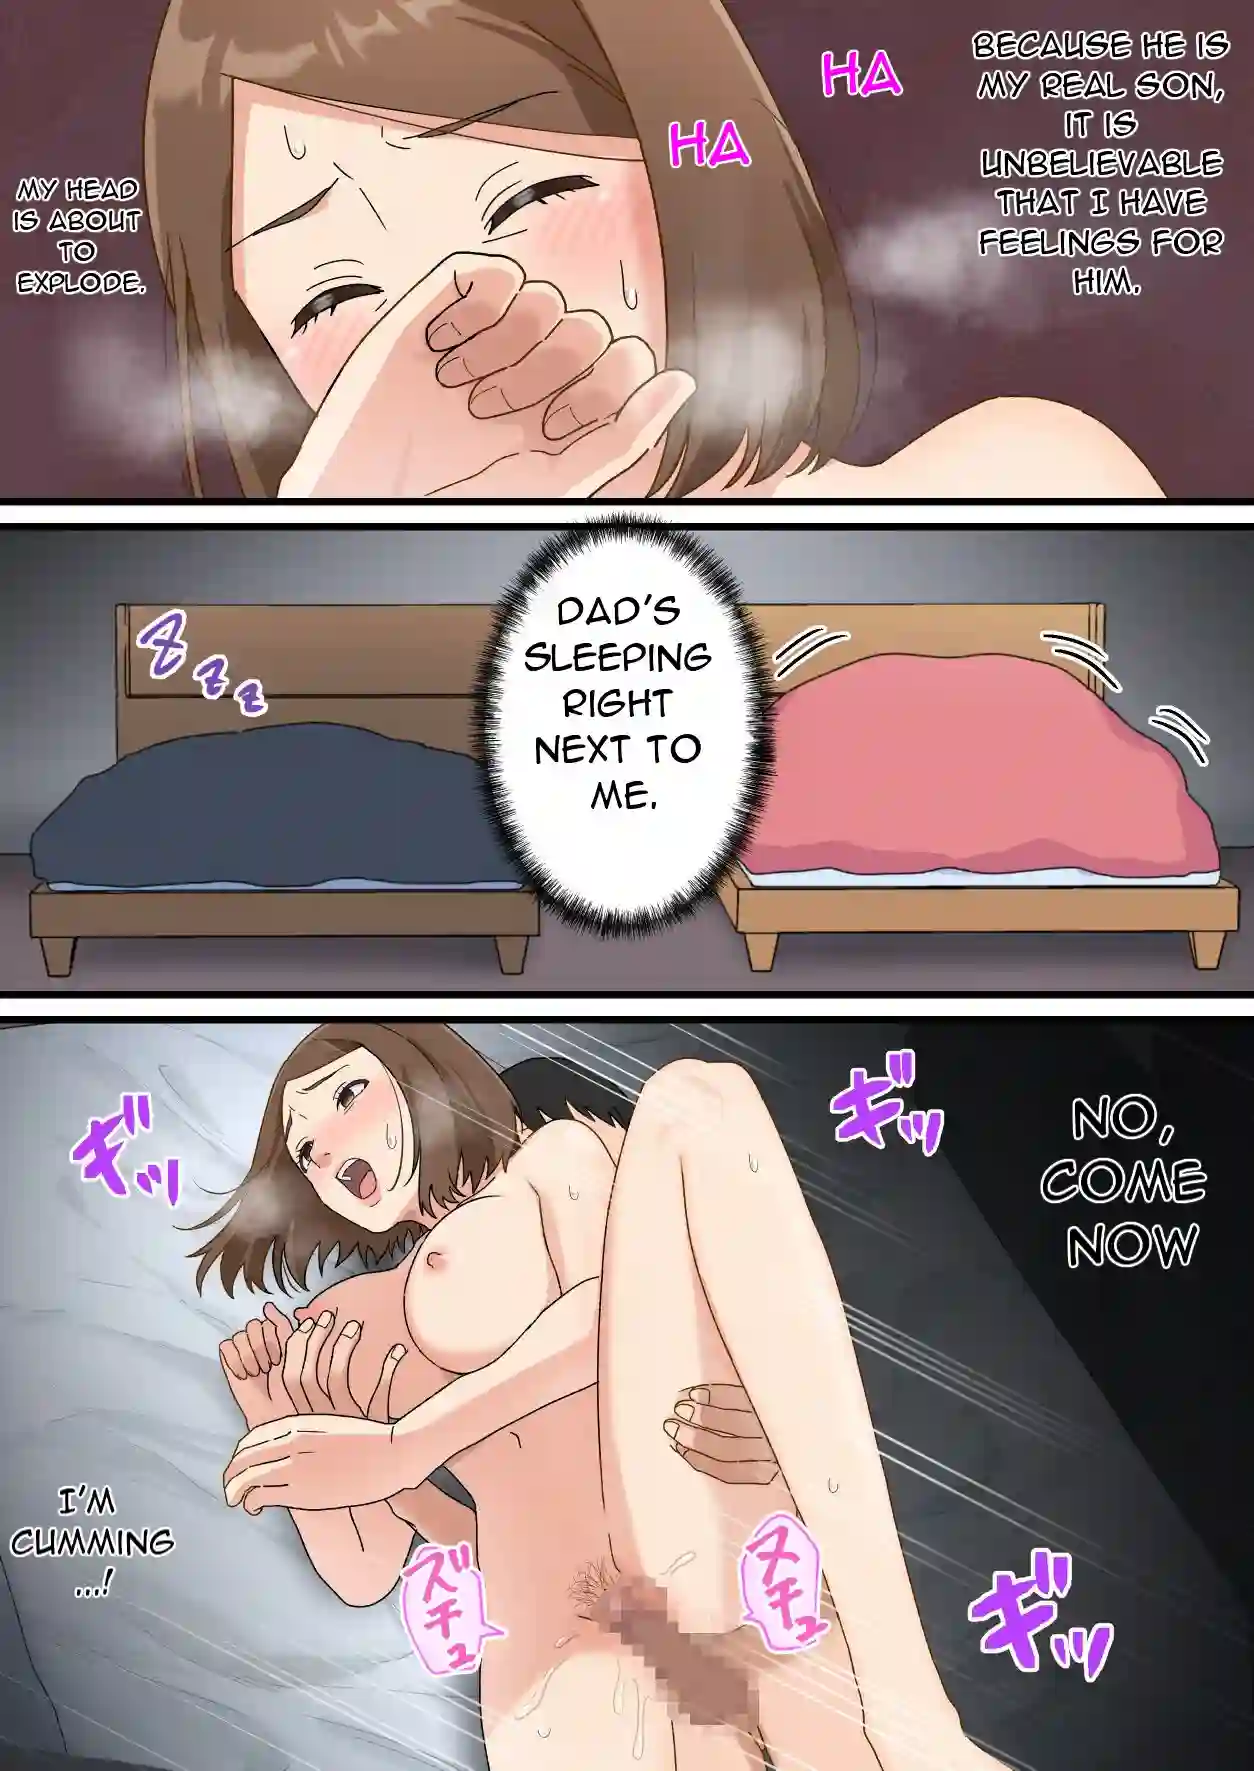 BECAUSE HE IS
MY REAL SON,
IT IS
UNBELIEVABLE
THAT I HAVE
FEELINGS FOR
HIM.
HA
HA
MY HEAD
IS ABOUT
TO
EXPLODE.
DAD'S
SLEEPING
RIGHT
NEXT TO
ME.
Z
Z
Z
NO,
COME
NOW
ギッ
ギッ
I'M
CUMMING
...!
ヌチュ
ズチュ
ギッ